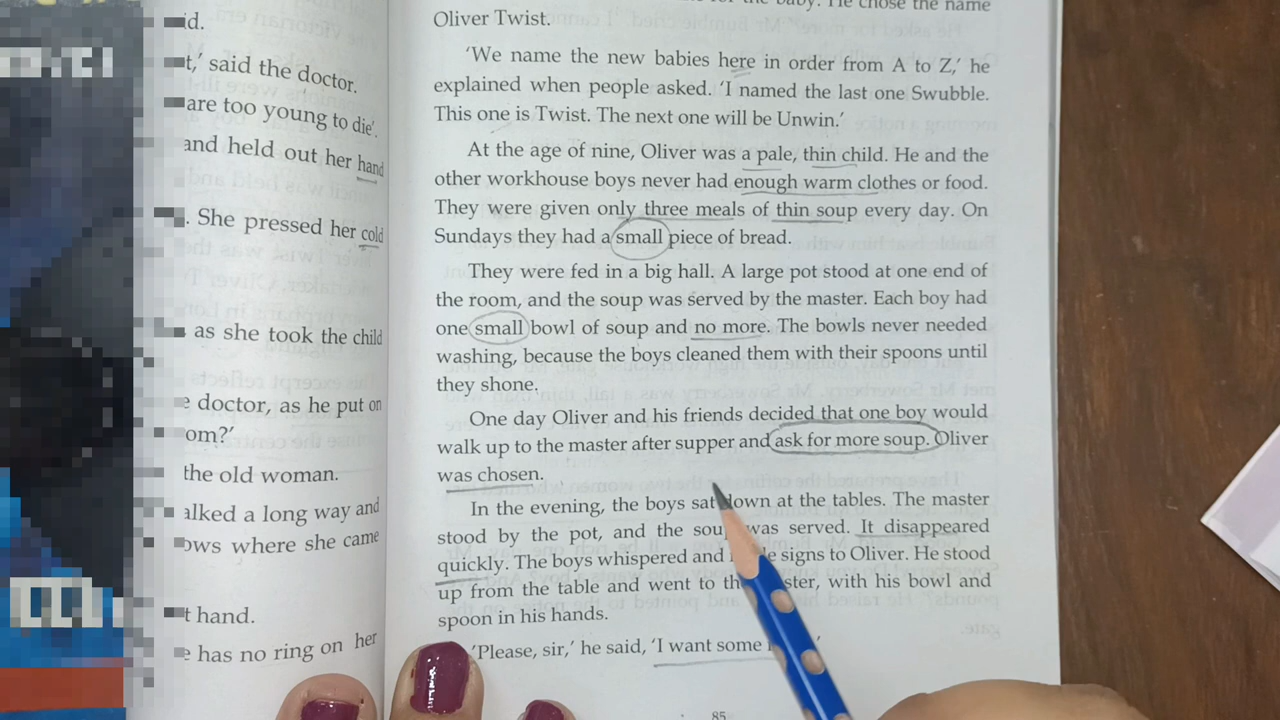 id.
t,' said the doctor.
are too young to die'.
and held out her hand
. She pressed her cold
as she took the child
e doctor, as he put on
om?'
the old woman.
alked a long way and
ows where she came
t hand.
e has no ring on her
the baby. He chose the name
Oliver Twist.
'We name the new babies here in order from A to Z,' he
explained when people asked. 'I named the last one Swubble.
This one is Twist. The next one will be Unwin.'
At the age of nine, Oliver was a pale, thin child. He and the
other workhouse boys never had enough warm clothes or food.
They were given only three meals of thin soup every day. On
Sundays they had a small piece of bread.
They were fed in a big hall. A large pot stood at one end of
the room, and the soup was served by the master. Each boy had
one small bowl of soup and no more. The bowls never needed
washing, because the boys cleaned them with their spoons until
they shone.
One day Oliver and his friends decided that one boy would
walk up to the master after supper and ask for more soup. Oliver
was chosen.
In the evening, the boys sat down at the tables. The master
stood by the pot, and the soup was served. It disappeared
quickly. The boys whispered and signs to Oliver. He stood
up from the table and went to the master, with his bowl and
spoon in his hands.
'Please, sir,' he said, 'I want some
85